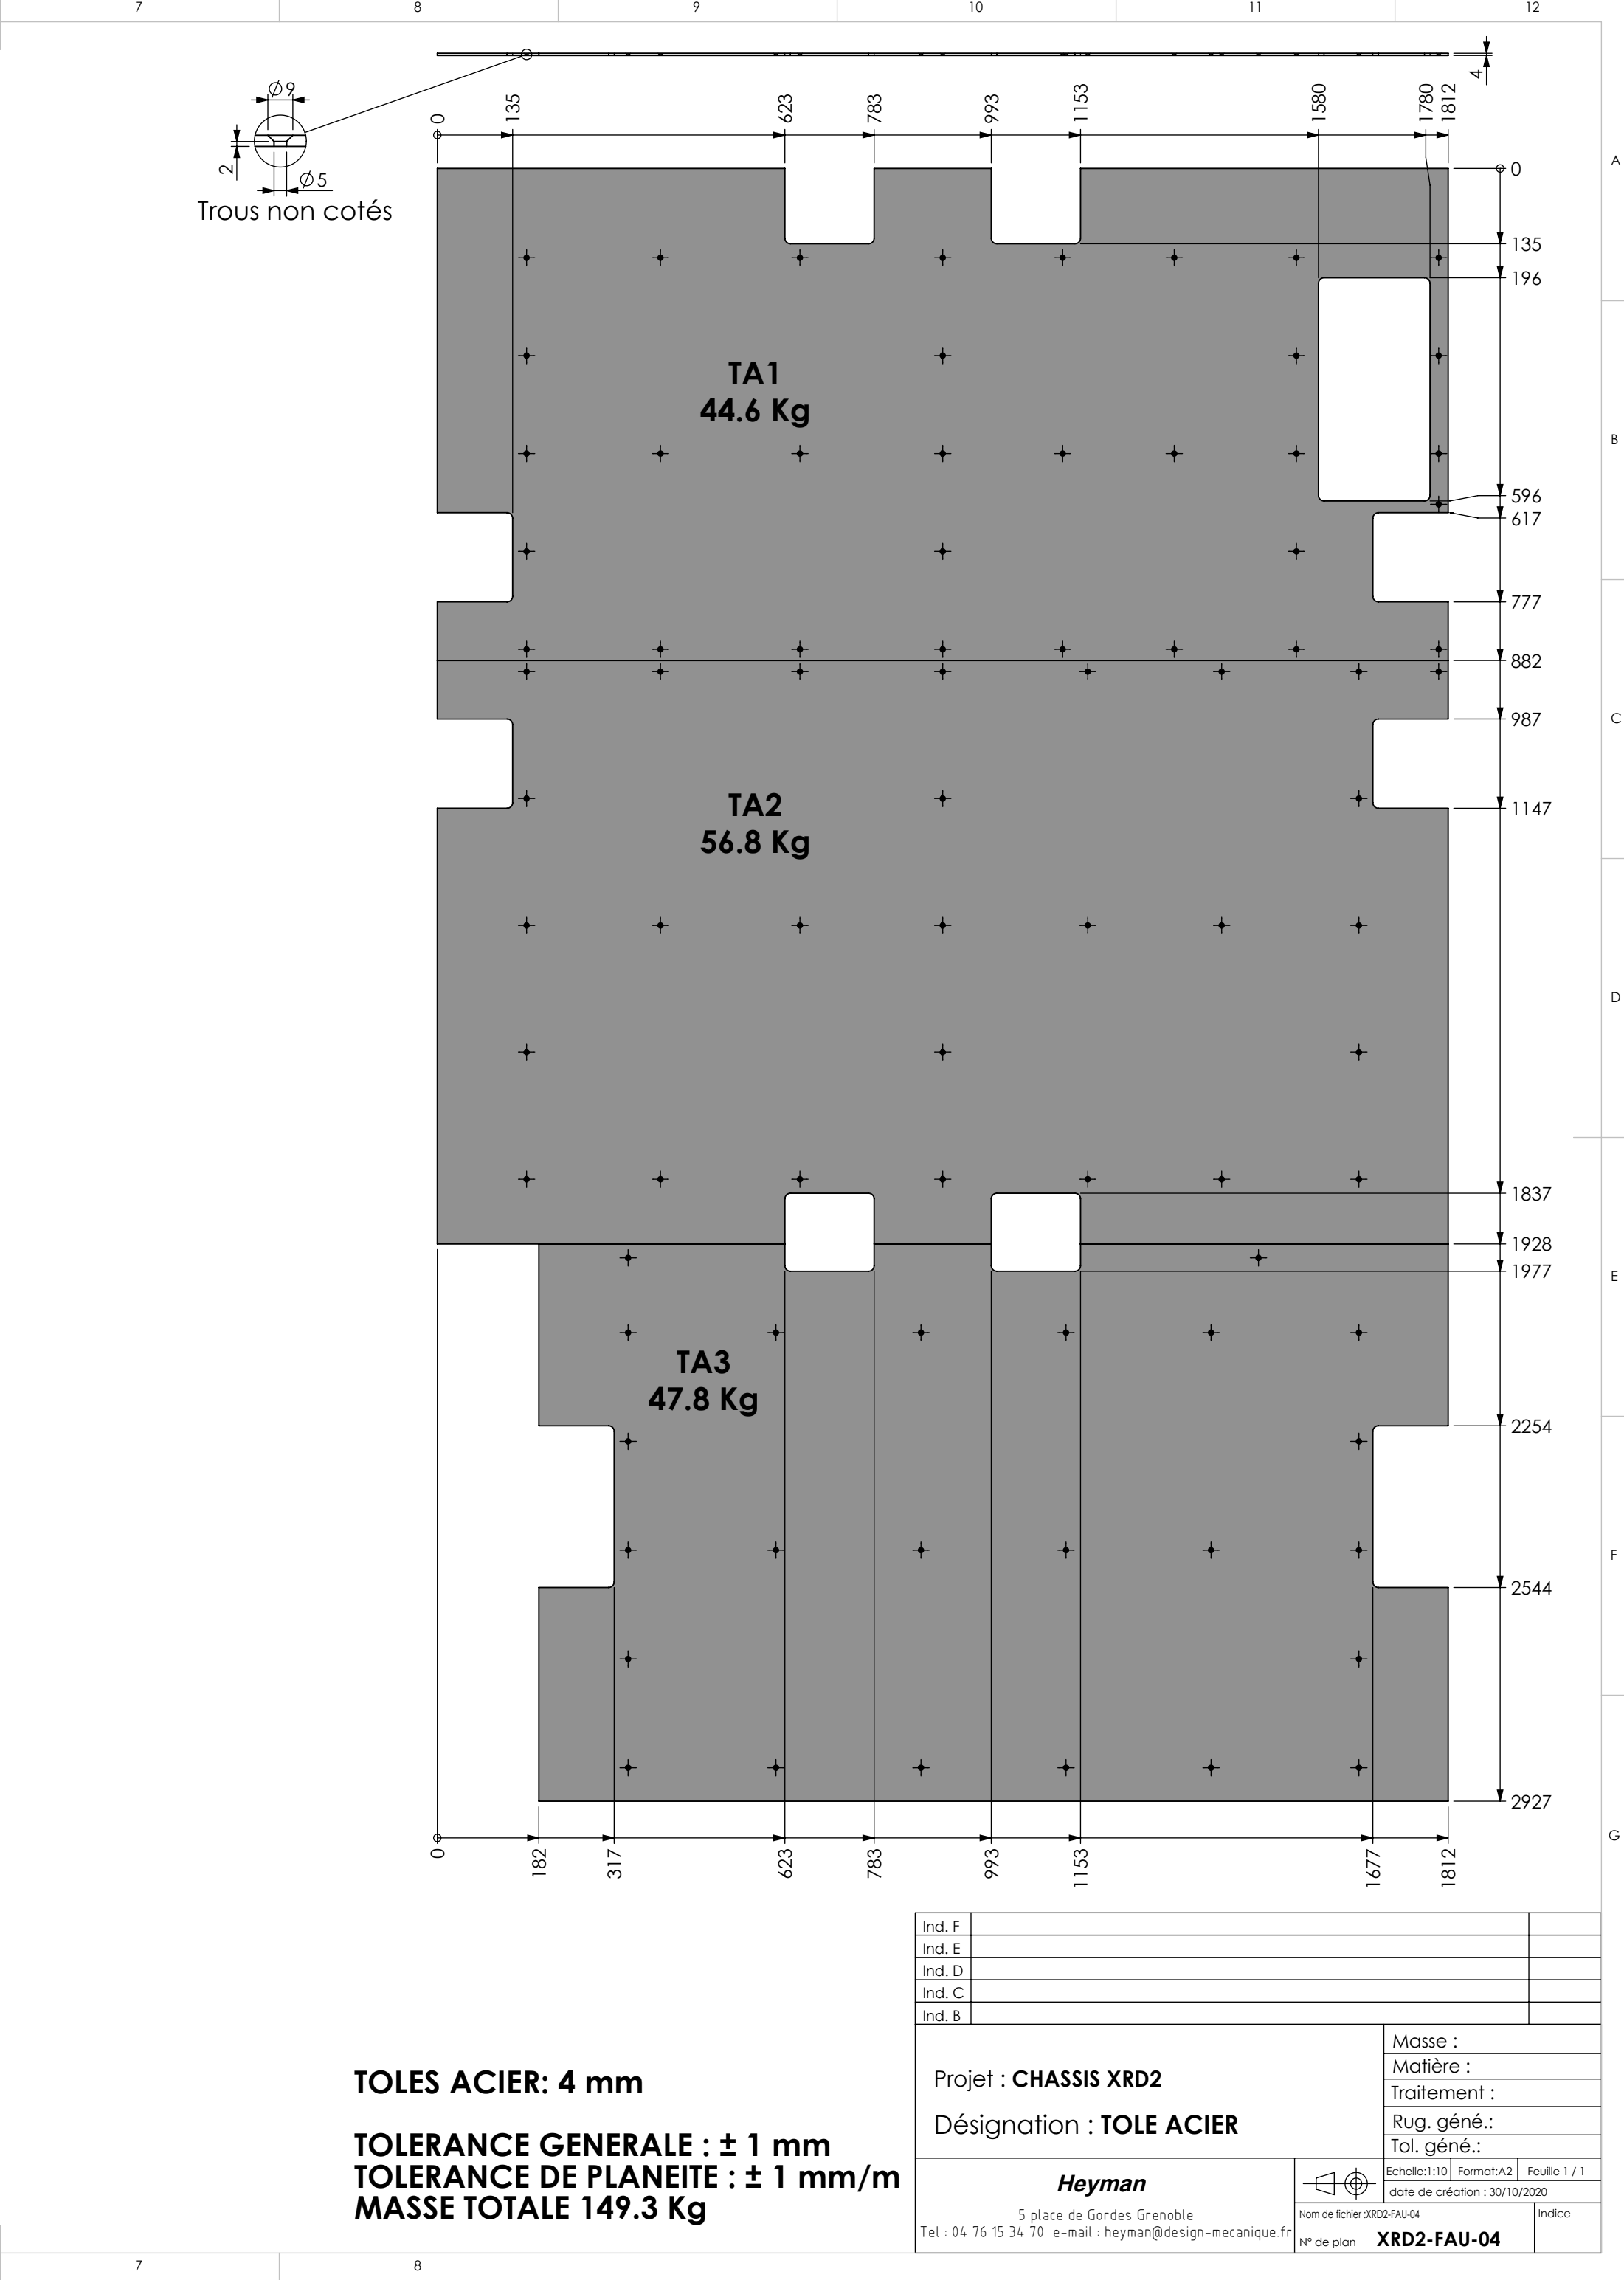 7 8 9 10 11 12
4
Ø9
2
Ø5
Trous non cotés
0 135 623 783 993 1153 1580 1780 1812
0
A
135
196
TA1
44.6 Kg
B
596
617
777
882
987
C
TA2
56.8 Kg
1147
D
1837
1928
1977
E
TA3
47.8 Kg
2254
F
2544
2927
G
0 182 317 623 783 993 1153 1677 1812
Ind. F
Ind. E
Ind. D
Ind. C
Ind. B
TOLES ACIER: 4 mm
TOLERANCE GENERALE : ± 1 mm
TOLERANCE DE PLANEITE : ± 1 mm/m
MASSE TOTALE 149.3 Kg
Projet : CHASSIS XRD2
Désignation : TOLE ACIER
Masse :
Matière :
Traitement :
Rug. géné.:
Tol. géné.:
Heyman
5 place de Gordes Grenoble
Tel : 04 76 15 34 70 e-mail : heyman@design-mecanique.fr
Echelle:1:10 Format:A2 Feuille 1 / 1
date de création : 30/10/2020
Nom de fichier :XRD2-FAU-04 Indice
N° de plan XRD2-FAU-04
7 8